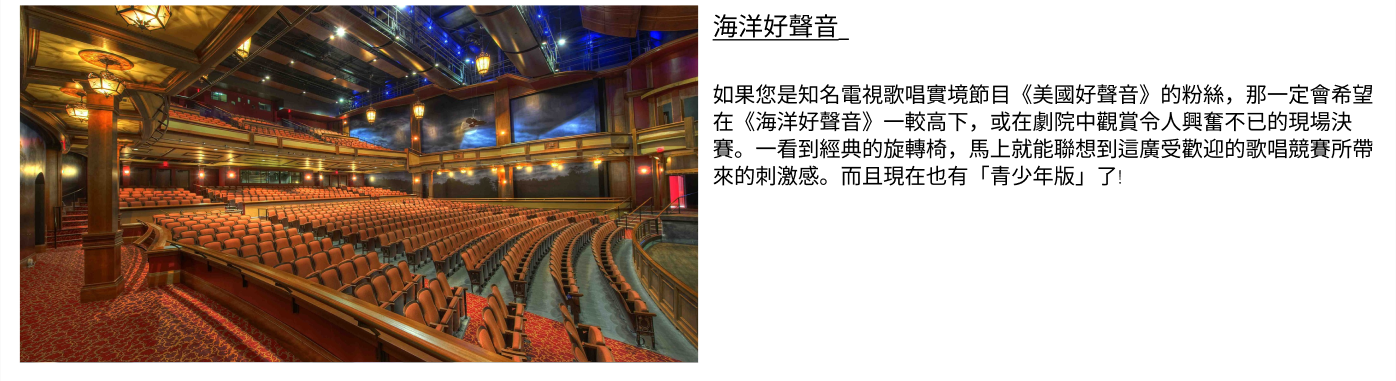 海洋好聲音
如果您是知名電視歌唱實境節目《美國好聲音》的粉絲，那一定會希望
在《海洋好聲音》一較高下，或在劇院中觀賞令人興奮不已的現場決
賽。一看到經典的旋轉椅，馬上就能聯想到這廣受歡迎的歌唱競賽所帶
來的刺激感。而且現在也有「青少年版」了!